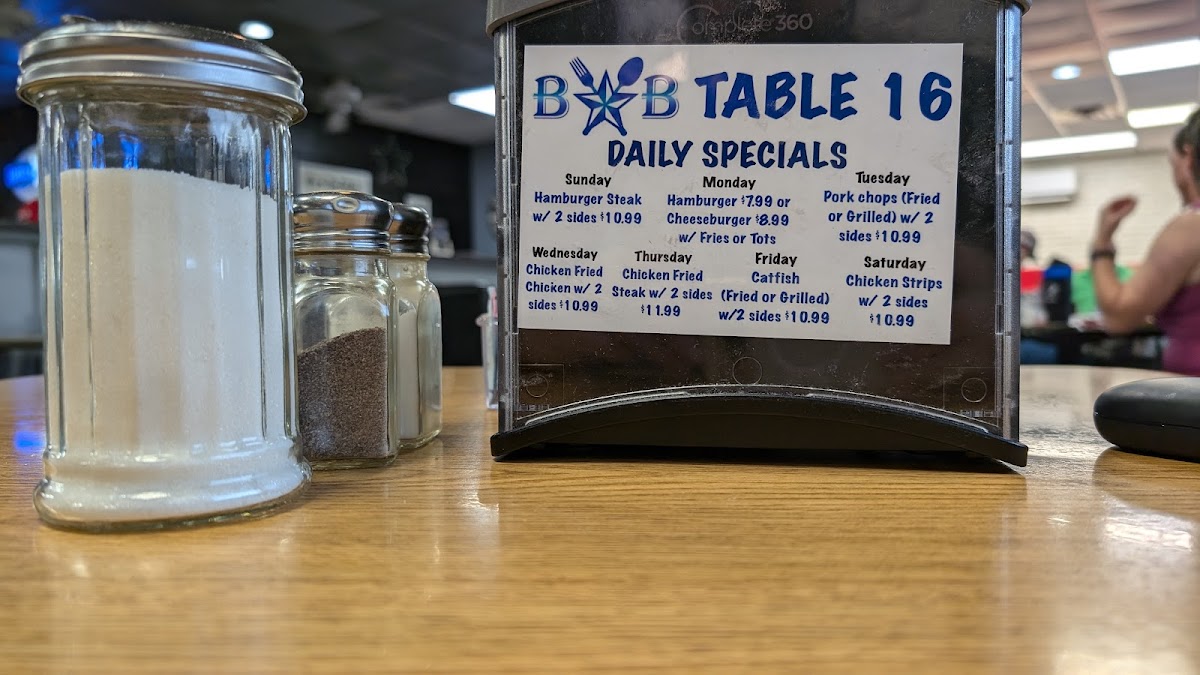 complete 360
B B TABLE 16
DAILY SPECIALS
Sunday
Hamburger Steak
w/ 2 sides $10.99
Monday
Hamburger $7.99 or
Cheeseburger $8.99
w/ Fries or Tots
Tuesday
Pork chops (Fried
or Grilled) w/ 2
sides $10.99
Wednesday
Chicken Fried
Chicken w/ 2
sides $10.99
Thursday
Chicken Fried
Steak w/ 2 sides
$11.99
Friday
Catfish
(Fried or Grilled)
w/2 sides $10.99
Saturday
Chicken Strips
w/ 2 sides
$10.99